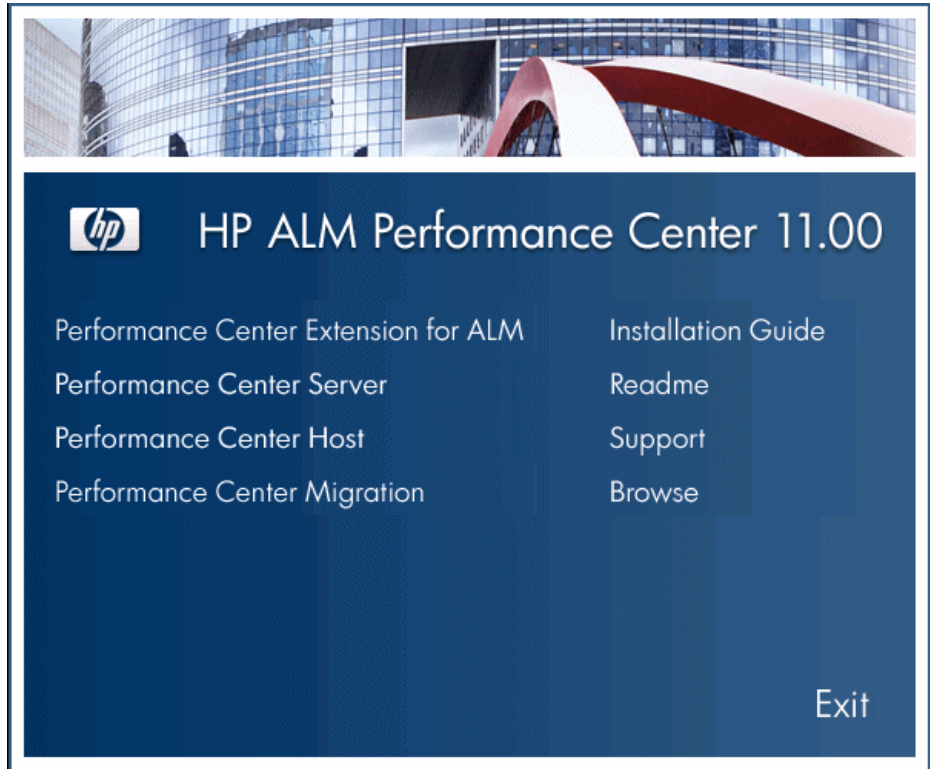 hp
HP ALM Performance Center 11.00
Performance Center Extension for ALM
Performance Center Server
Performance Center Host
Performance Center Migration
Installation Guide
Readme
Support
Browse
Exit